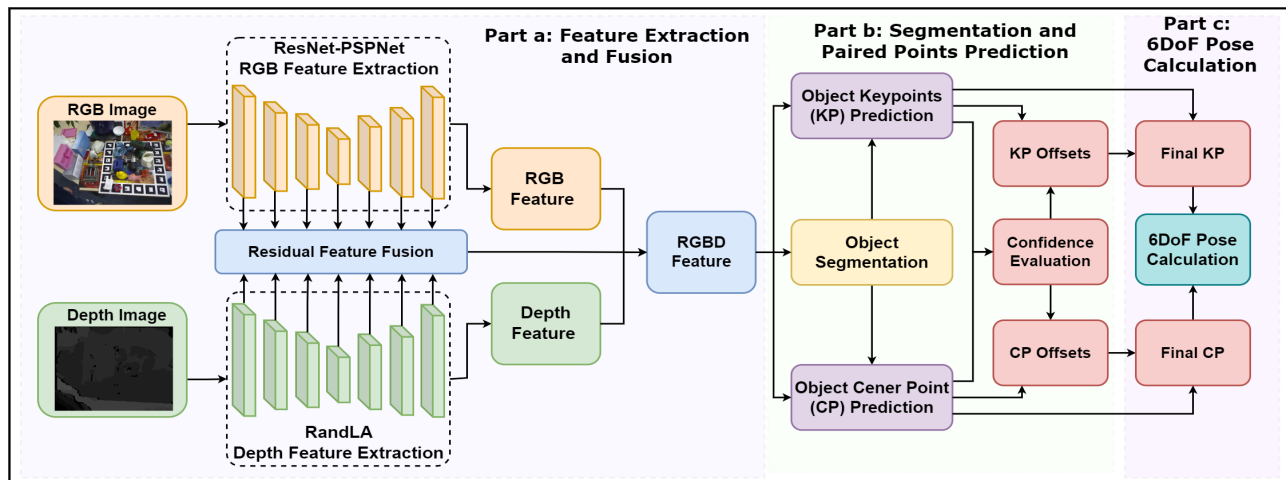 Part a: Feature Extraction
and Fusion
ResNet-PSPNet
RGB Feature Extraction
RGB Image
RGB
Feature
Residual Feature Fusion
RGBD
Feature
Depth Image
Depth
Feature
RandLA
Depth Feature Extraction
Part b: Segmentation and
Paired Points Prediction
Object Keypoints
(KP) Prediction
KP Offsets
Object
Segmentation
Confidence
Evaluation
CP Offsets
Object Cener Point
(CP) Prediction
Part c:
6DoF Pose
Calculation
Final KP
6DoF Pose
Calculation
Final CP